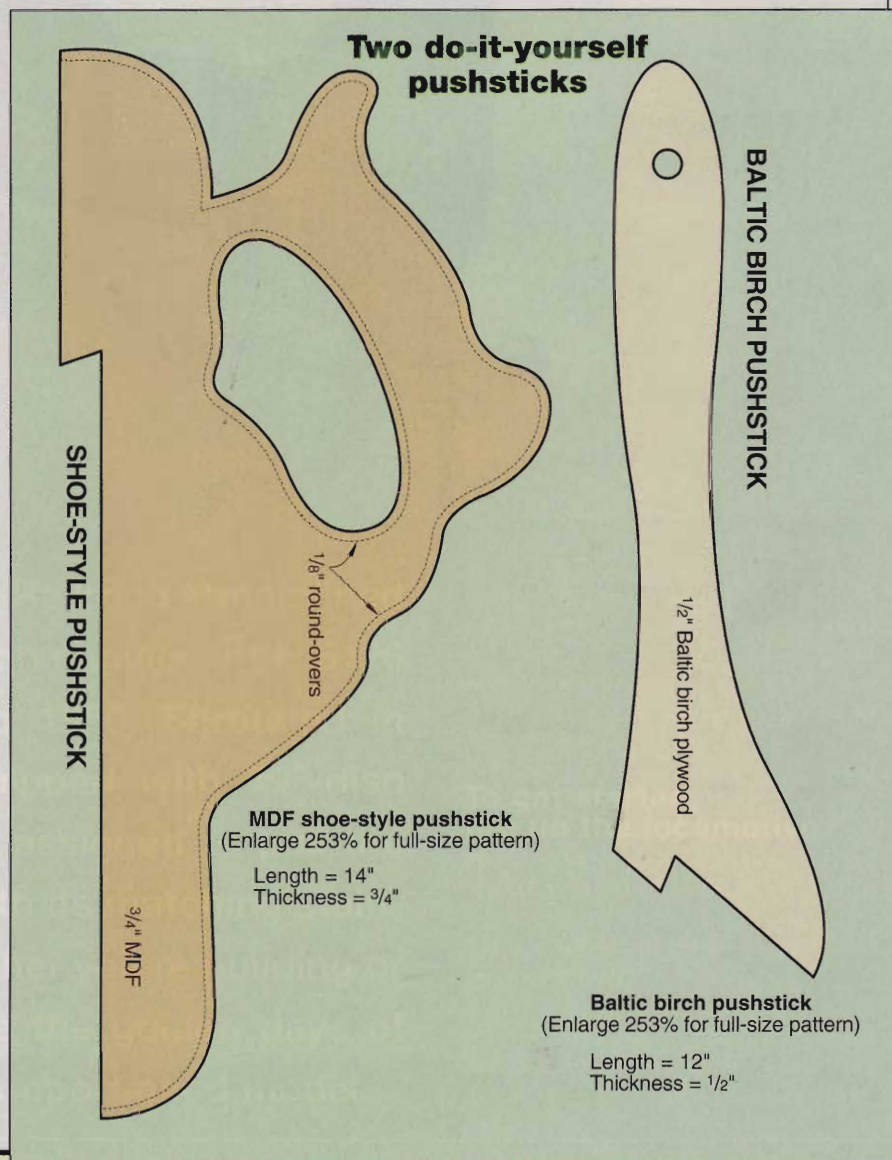 Two do-it-yourself
pushsticks
SHOE-STYLE PUSHSTICK
1/8" round-overs
3/4" MDF
MDF shoe-style pushstick
(Enlarge 253% for full-size pattern)
Length = 14"
Thickness = 3/4"
BALTIC BIRCH PUSHSTICK
1/2" Baltic birch plywood
Baltic birch pushstick
(Enlarge 253% for full-size pattern)
Length = 12"
Thickness = 1/2"